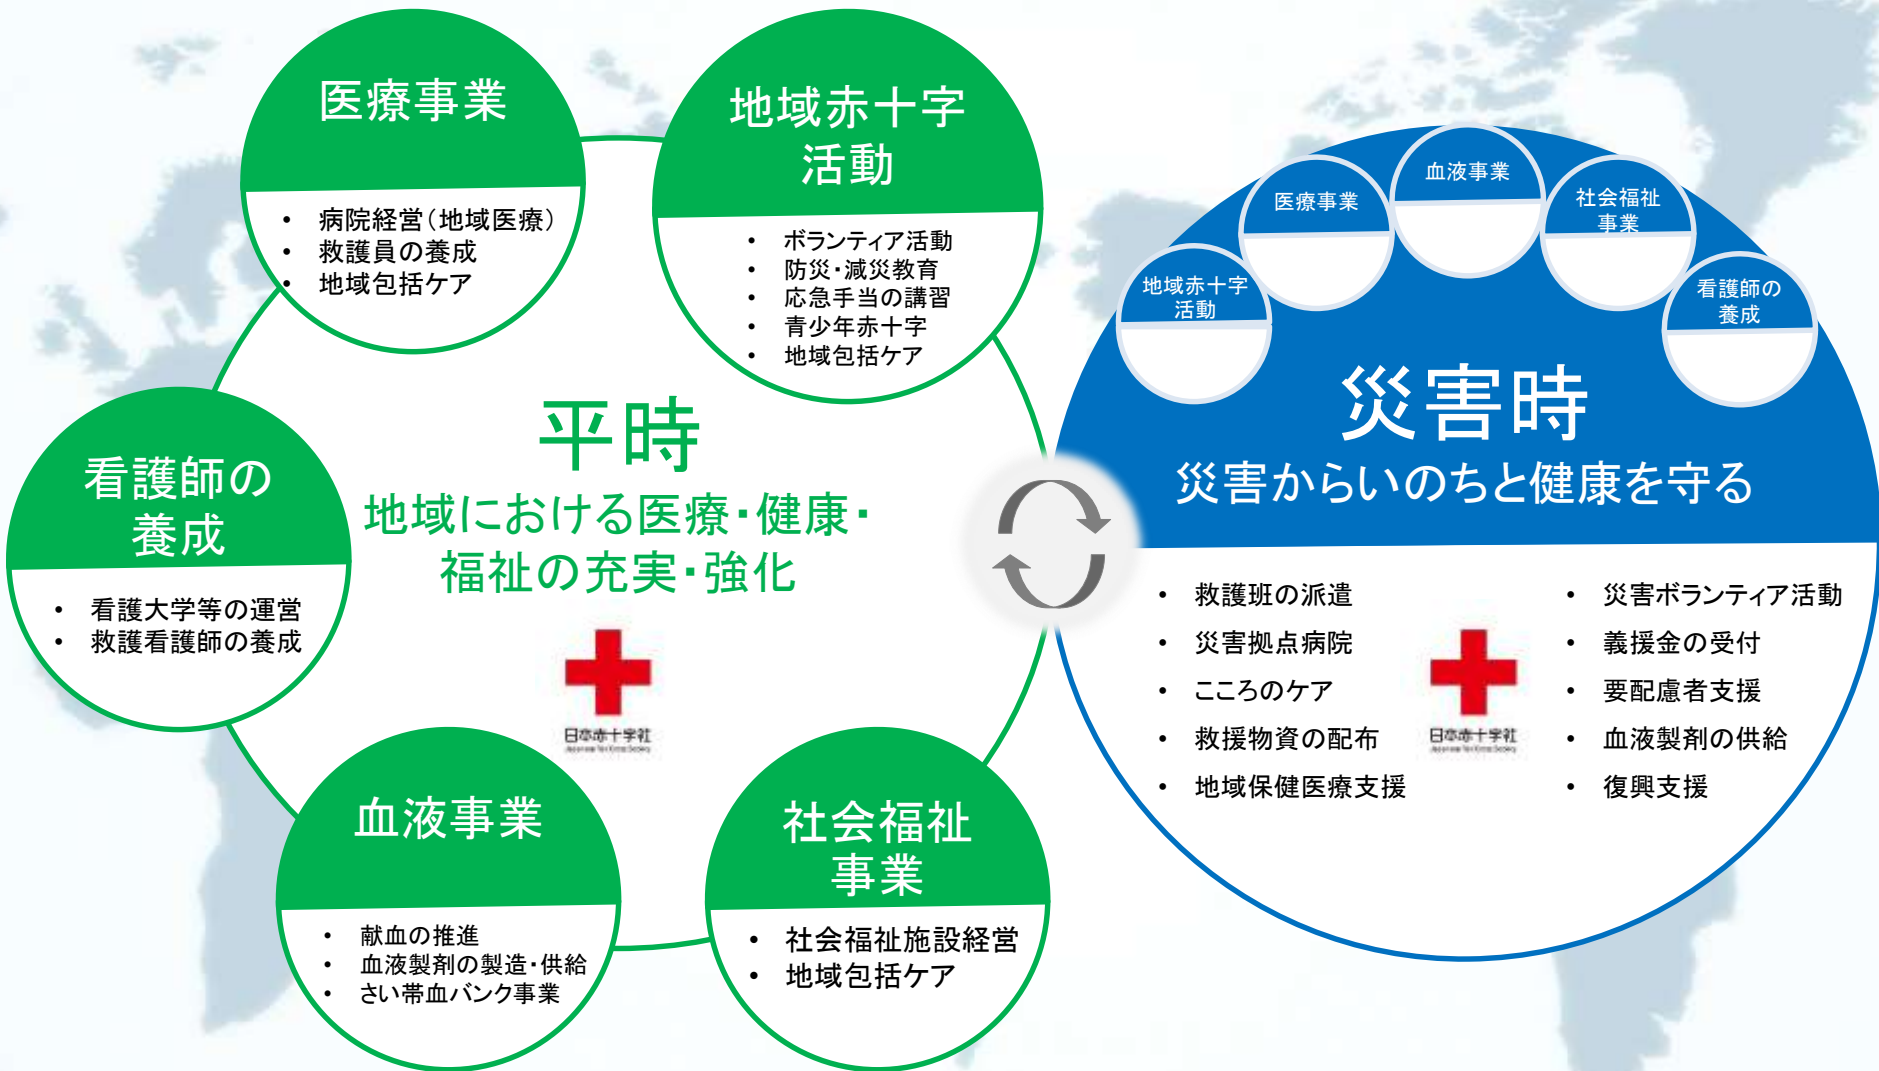 医療事業
• 病院経営（地域医療）
• 救護員の養成
• 地域包括ケア
地域赤十字
活動
• ボランティア活動
• 防災・減災教育
• 応急手当の講習
• 青少年赤十字
• 地域包括ケア
看護師の
養成
• 看護大学等の運営
• 救護看護師の養成
平時
地域における医療・健康・
福祉の充実・強化
日本赤十字社
Japanese Red Cross Society
血液事業
• 献血の推進
• 血液製剤の製造・供給
• さい帯血バンク事業
社会福祉
事業
• 社会福祉施設経営
• 地域包括ケア
地域赤十字
活動
医療事業
血液事業
社会福祉
事業
看護師の
養成
災害時
災害からいのちと健康を守る
• 救護班の派遣
• 災害拠点病院
• こころのケア
• 救援物資の配布
• 地域保健医療支援
日本赤十字社
Japanese Red Cross Society
• 災害ボランティア活動
• 義援金の受付
• 要配慮者支援
• 血液製剤の供給
• 復興支援